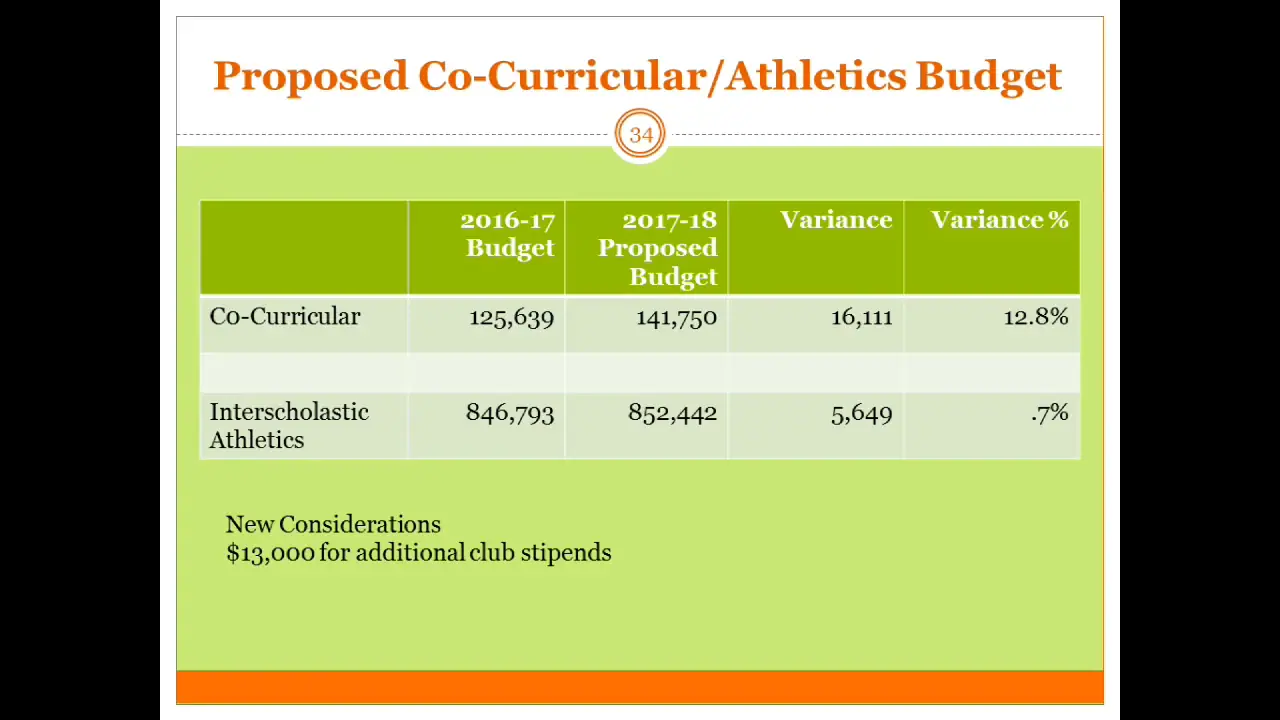 Proposed Co-Curricular/Athletics Budget
34
2016-17 Budget 2017-18 Proposed Budget Variance Variance %
Co-Curricular 125,639 141,750 16,111 12.8%
Interscholastic Athletics 846,793 852,442 5,649 .7%
New Considerations
$13,000 for additional club stipends